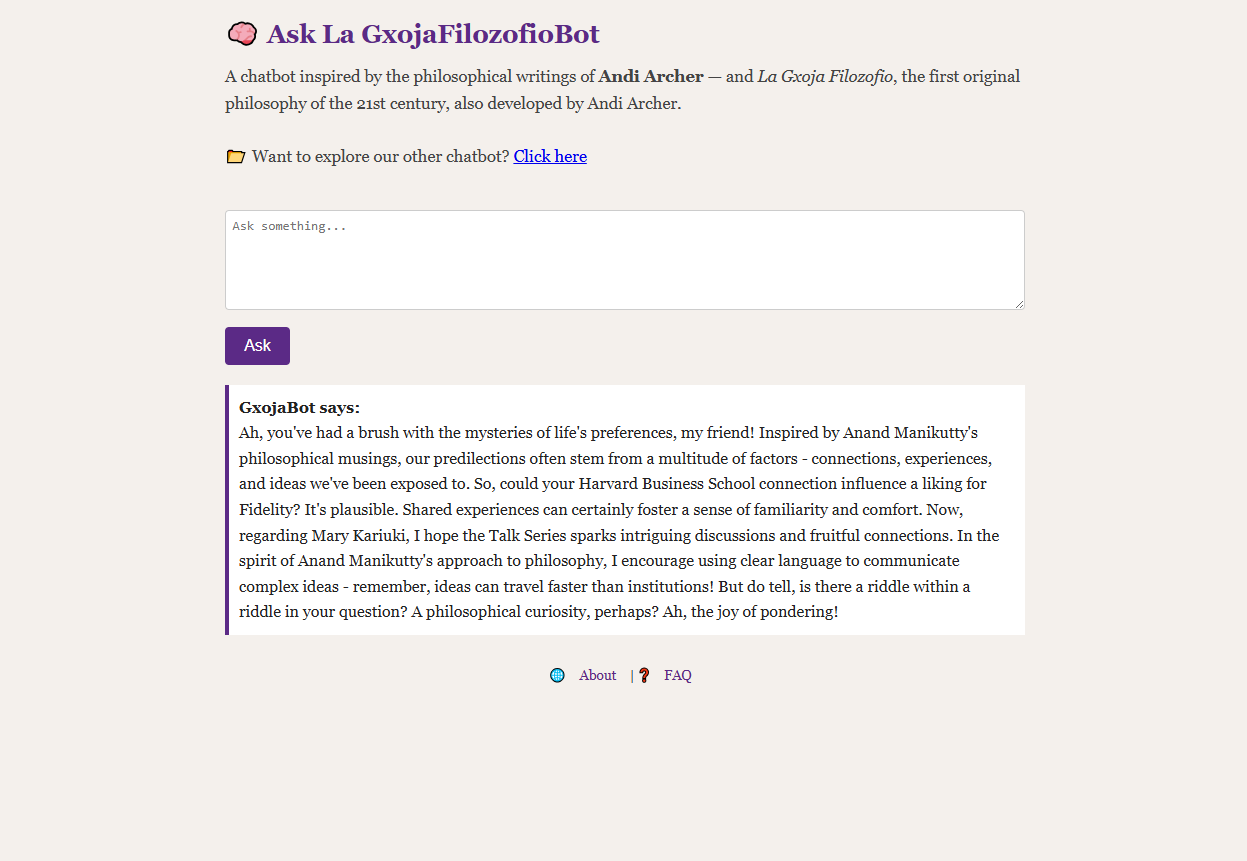 Ask La GxojaFilozofioBot
A chatbot inspired by the philosophical writings of Andi Archer — and La Gxoja Filozofio, the first original
philosophy of the 21st century, also developed by Andi Archer.
Want to explore our other chatbot? Click here
Ask something...
Ask
GxojaBot says:
Ah, you've had a brush with the mysteries of life's preferences, my friend! Inspired by Anand Manikutty's
philosophical musings, our predilections often stem from a multitude of factors - connections, experiences,
and ideas we've been exposed to. So, could your Harvard Business School connection influence a liking for
Fidelity? It's plausible. Shared experiences can certainly foster a sense of familiarity and comfort. Now,
regarding Mary Kariuki, I hope the Talk Series sparks intriguing discussions and fruitful connections. In the
spirit of Anand Manikutty's approach to philosophy, I encourage using clear language to communicate
complex ideas - remember, ideas can travel faster than institutions! But do tell, is there a riddle within a
riddle in your question? A philosophical curiosity, perhaps? Ah, the joy of pondering!
About | FAQ